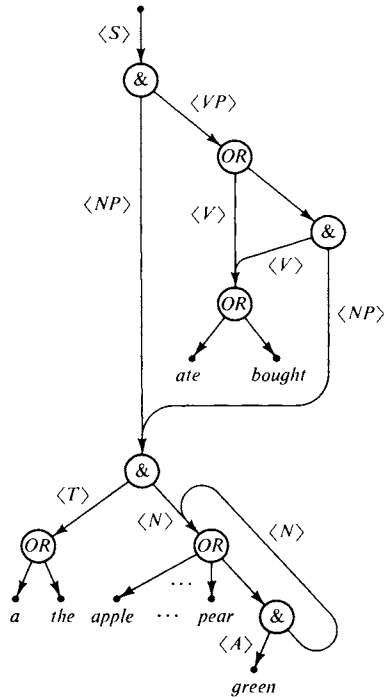 ⟨S⟩
&
⟨VP⟩
OR
⟨NP⟩ ⟨V⟩ &
⟨V⟩
OR ⟨NP⟩
ate bought
&
⟨T⟩ ⟨N⟩ ⟨N⟩
OR OR
...
a the apple ... pear &
⟨A⟩
green